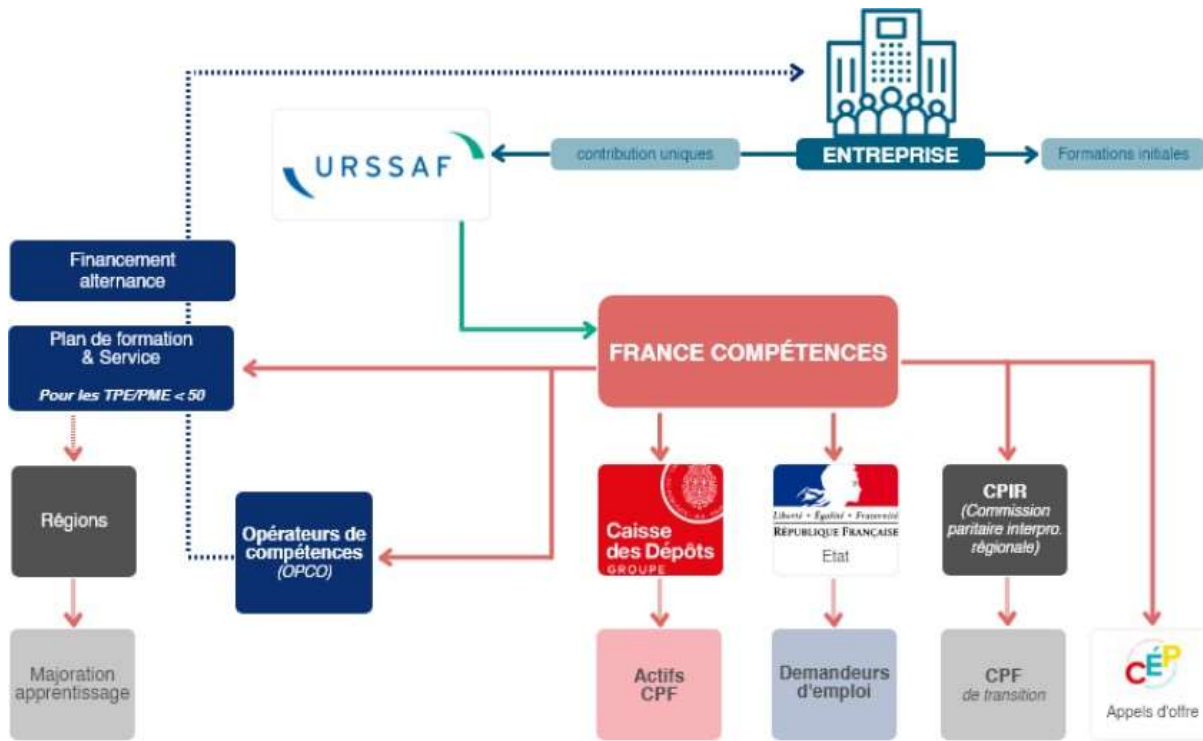 URSSAF
contribution uniques
ENTREPRISE
Formations initiales
Financement
alternance
Plan de formation
& Service
Pour les TPE/PME < 50
FRANCE COMPÉTENCES
Régions
Opérateurs de
compétences
(OPCO)
Caisse
des Dépôts
GROUPE
Liberté • Égalité • Fraternité
RÉPUBLIQUE FRANÇAISE
Etat
CPIR
(Commission
paritaire interpro.
régionale)
Majoration
apprentissage
Actifs
CPF
Demandeurs
d'emploi
CPF
de transition
CÉP
Appels d'offre